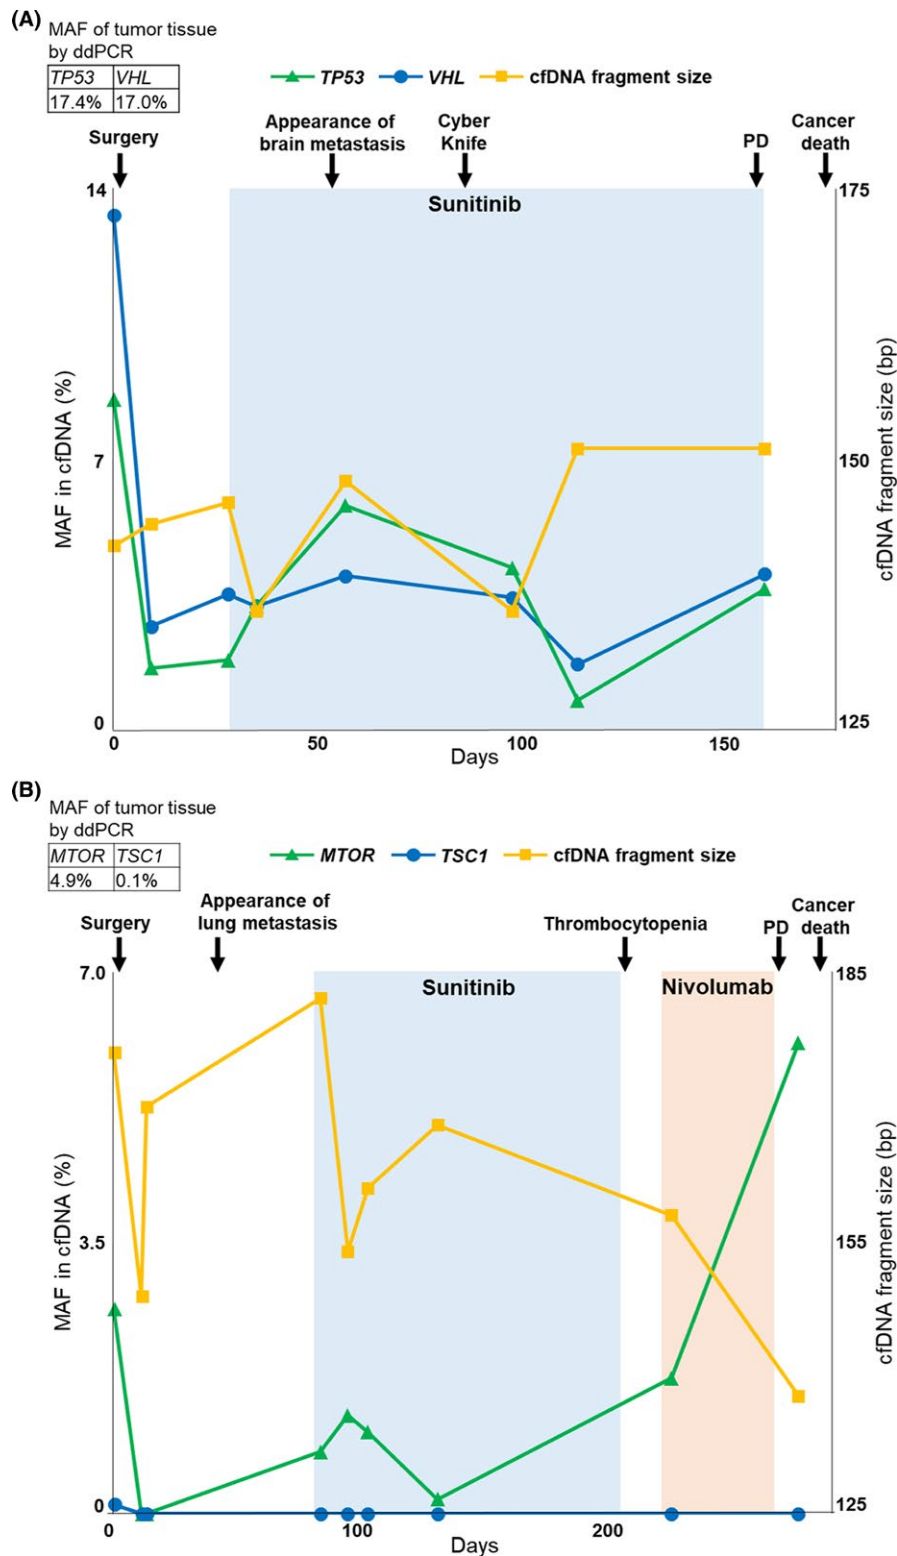 (A)
MAF of tumor tissue
by ddPCR
TP53 VHL
17.4% 17.0%
TP53 VHL cfDNA fragment size
Surgery
Appearance of
brain metastasis
Cyber
Knife
PD
Cancer
death
14
175
Sunitinib
MAF in cfDNA (%)
7
150
cfDNA fragment size (bp)
0
125
0 50 100 150
Days
(B)
MAF of tumor tissue
by ddPCR
MTOR TSC1
4.9% 0.1%
MTOR TSC1 cfDNA fragment size
Surgery
Appearance of
lung metastasis
Thrombocytopenia
PD
Cancer
death
7.0
185
Sunitinib
Nivolumab
MAF in cfDNA (%)
3.5
155
cfDNA fragment size (bp)
0
125
0 100 200
Days